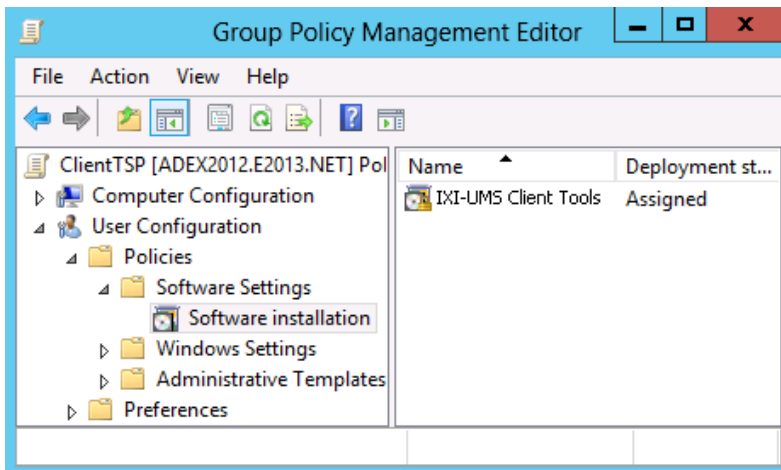 Group Policy Management Editor
File Action View Help
ClientTSP [ADEX2012.E2013.NET] Pol
Computer Configuration
User Configuration
Policies
Software Settings
Software installation
Windows Settings
Administrative Templates
Preferences
Name Deployment st...
IXI-UMS Client Tools Assigned